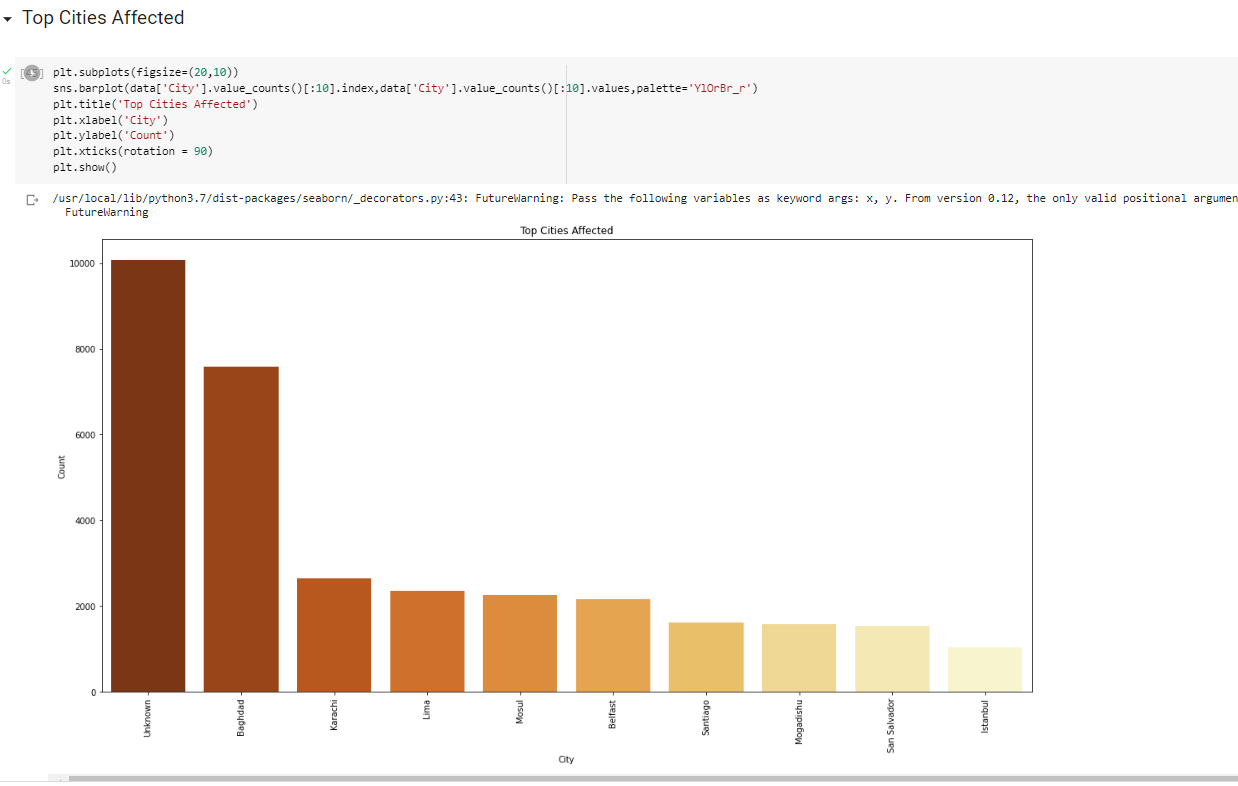 Top Cities Affected
0s
plt.subplots(figsize=(20,10))
sns.barplot(data['City'].value_counts()[:10].index,data['City'].value_counts()[:10].values,palette='YlOrBr_r')
plt.title('Top Cities Affected')
plt.xlabel('City')
plt.ylabel('Count')
plt.xticks(rotation = 90)
plt.show()
/usr/local/lib/python3.7/dist-packages/seaborn/_decorators.py:43: FutureWarning: Pass the following variables as keyword args: x, y. From version 0.12, the only valid positional argumen
FutureWarning
Top Cities Affected
10000
8000
6000
4000
2000
0
Count
Unknown
Baghdad
Karachi
Lima
Mosul
Belfast
Santiago
Mogadishu
San Salvador
Istanbul
City